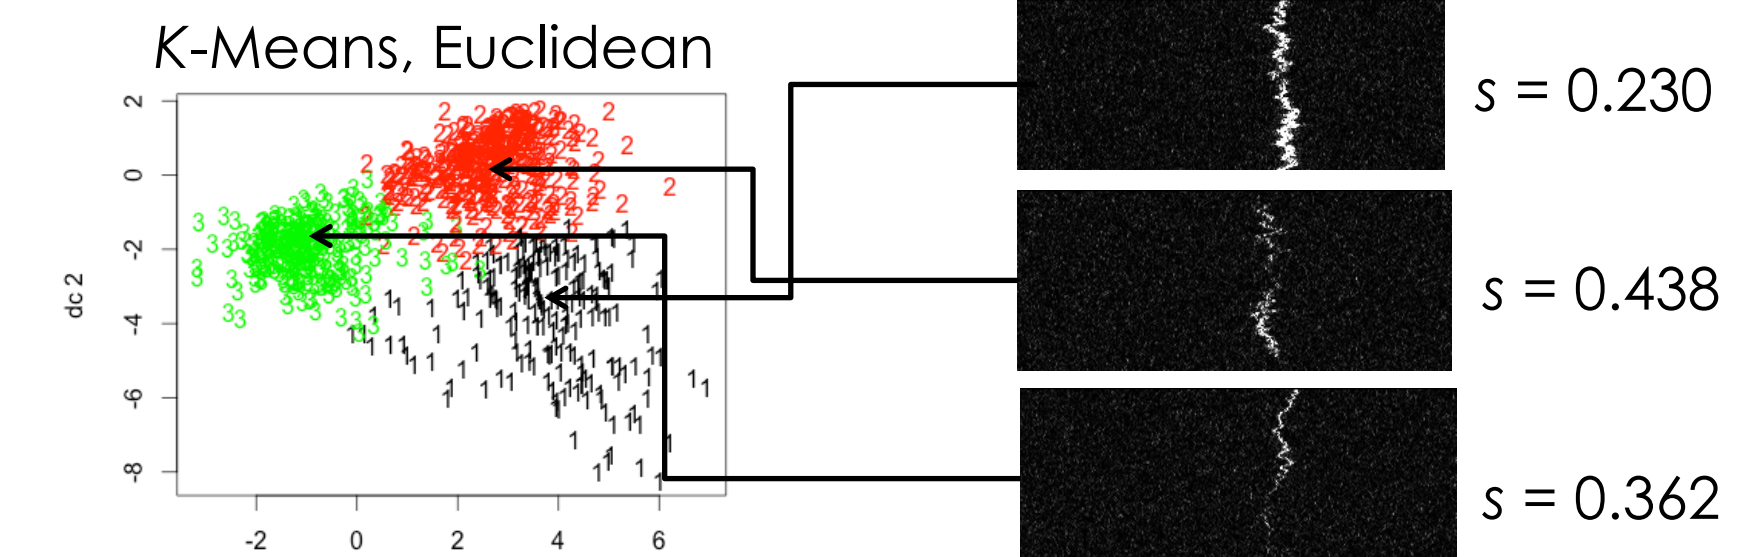 K-Means, Euclidean
s = 0.230
s = 0.438
s = 0.362
dc 2
2
0
-2
-4
-6
-8
-2
0
2
4
6